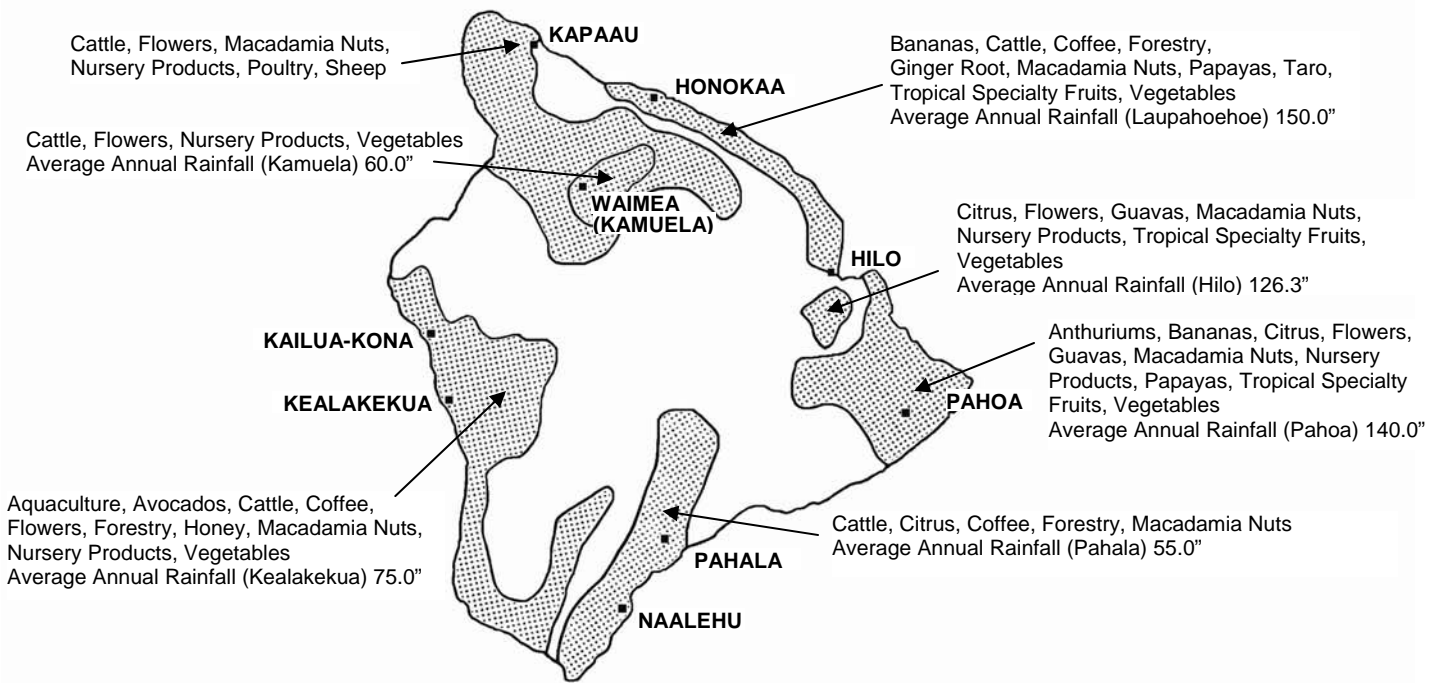 KAPAAU
Cattle, Flowers, Macadamia Nuts,
Nursery Products, Poultry, Sheep
Bananas, Cattle, Coffee, Forestry,
Ginger Root, Macadamia Nuts, Papayas, Taro,
Tropical Specialty Fruits, Vegetables
Average Annual Rainfall (Laupahoehoe) 150.0”
HONOKAA
Cattle, Flowers, Nursery Products, Vegetables
Average Annual Rainfall (Kamuela) 60.0”
WAIMEA
(KAMUELA)
Citrus, Flowers, Guavas, Macadamia Nuts,
Nursery Products, Tropical Specialty Fruits,
Vegetables
Average Annual Rainfall (Hilo) 126.3”
HILO
KAILUA-KONA
KEALAKEKUA
Anthuriums, Bananas, Citrus, Flowers,
Guavas, Macadamia Nuts, Nursery
Products, Papayas, Tropical Specialty
Fruits, Vegetables
Average Annual Rainfall (Pahoa) 140.0”
PAHOA
Aquaculture, Avocados, Cattle, Coffee,
Flowers, Forestry, Honey, Macadamia Nuts,
Nursery Products, Vegetables
Average Annual Rainfall (Kealakekua) 75.0”
Cattle, Citrus, Coffee, Forestry, Macadamia Nuts
Average Annual Rainfall (Pahala) 55.0”
PAHALA
NAALEHU